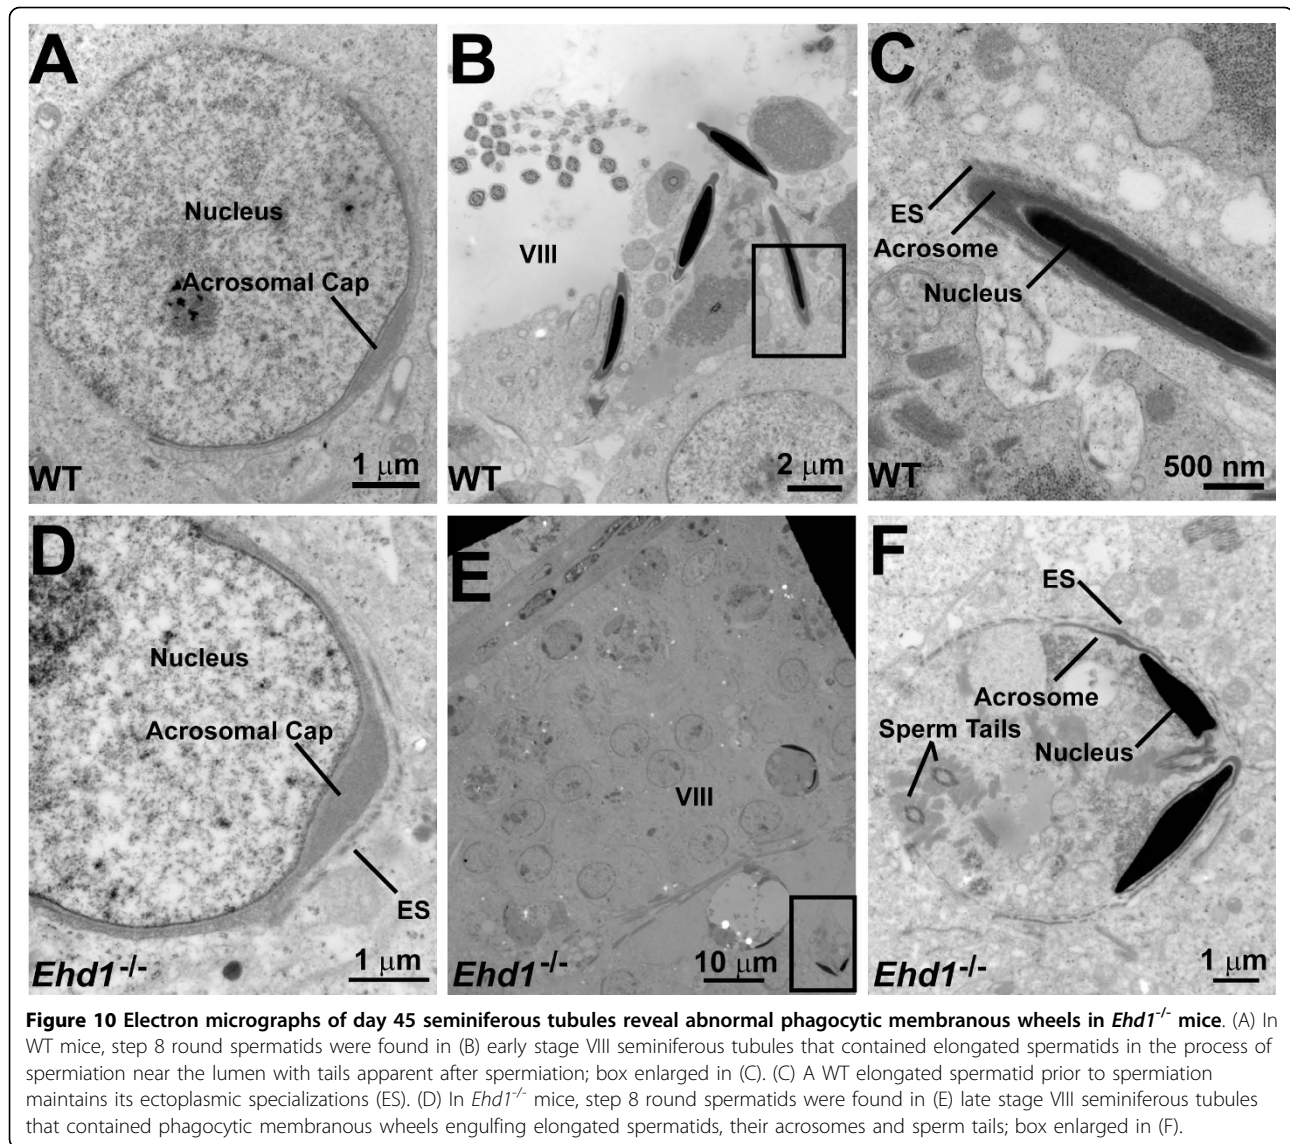 A
Nucleus
Acrosomal Cap
WT
1 μm
B
VIII
WT
2 μm
C
ES
Acrosome
Nucleus
WT
500 nm
D
Nucleus
Acrosomal Cap
ES
Ehd1-/-
1 μm
E
VIII
Ehd1-/-
10 μm
F
ES
Acrosome
Sperm Tails
Nucleus
Ehd1-/-
1 μm
Figure 10 Electron micrographs of day 45 seminiferous tubules reveal abnormal phagocytic membranous wheels in Ehd1-/- mice. (A) In
WT mice, step 8 round spermatids were found in (B) early stage VIII seminiferous tubules that contained elongated spermatids in the process of
spermiation near the lumen with tails apparent after spermiation; box enlarged in (C). (C) A WT elongated spermatid prior to spermiation
maintains its ectoplasmic specializations (ES). (D) In Ehd1-/- mice, step 8 round spermatids were found in (E) late stage VIII seminiferous tubules
that contained phagocytic membranous wheels engulfing elongated spermatids, their acrosomes and sperm tails; box enlarged in (F).